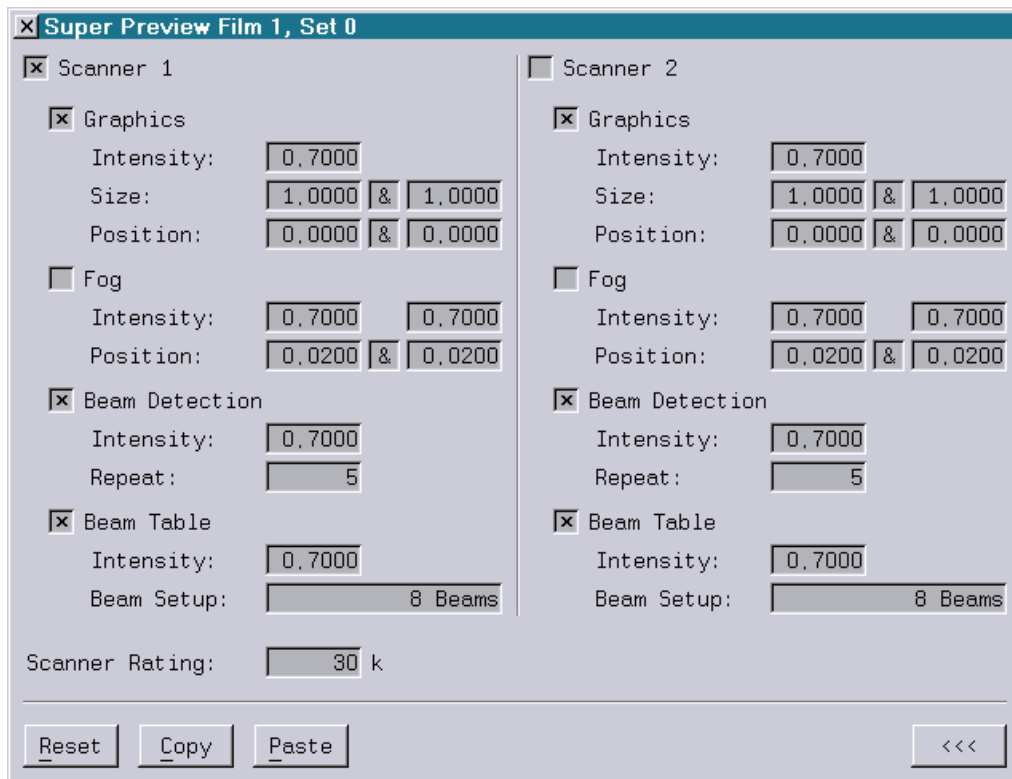 Super Preview Film 1, Set 0
Scanner 1
Graphics
Intensity: 0,7000
Size: 1,0000 & 1,0000
Position: 0,0000 & 0,0000
Fog
Intensity: 0,7000 0,7000
Position: 0,0200 & 0,0200
Beam Detection
Intensity: 0,7000
Repeat: 5
Beam Table
Intensity: 0,7000
Beam Setup: 8 Beams
Scanner 2
Graphics
Intensity: 0,7000
Size: 1,0000 & 1,0000
Position: 0,0000 & 0,0000
Fog
Intensity: 0,7000 0,7000
Position: 0,0200 & 0,0200
Beam Detection
Intensity: 0,7000
Repeat: 5
Beam Table
Intensity: 0,7000
Beam Setup: 8 Beams
Scanner Rating: 30 k
Reset Copy Paste <<<